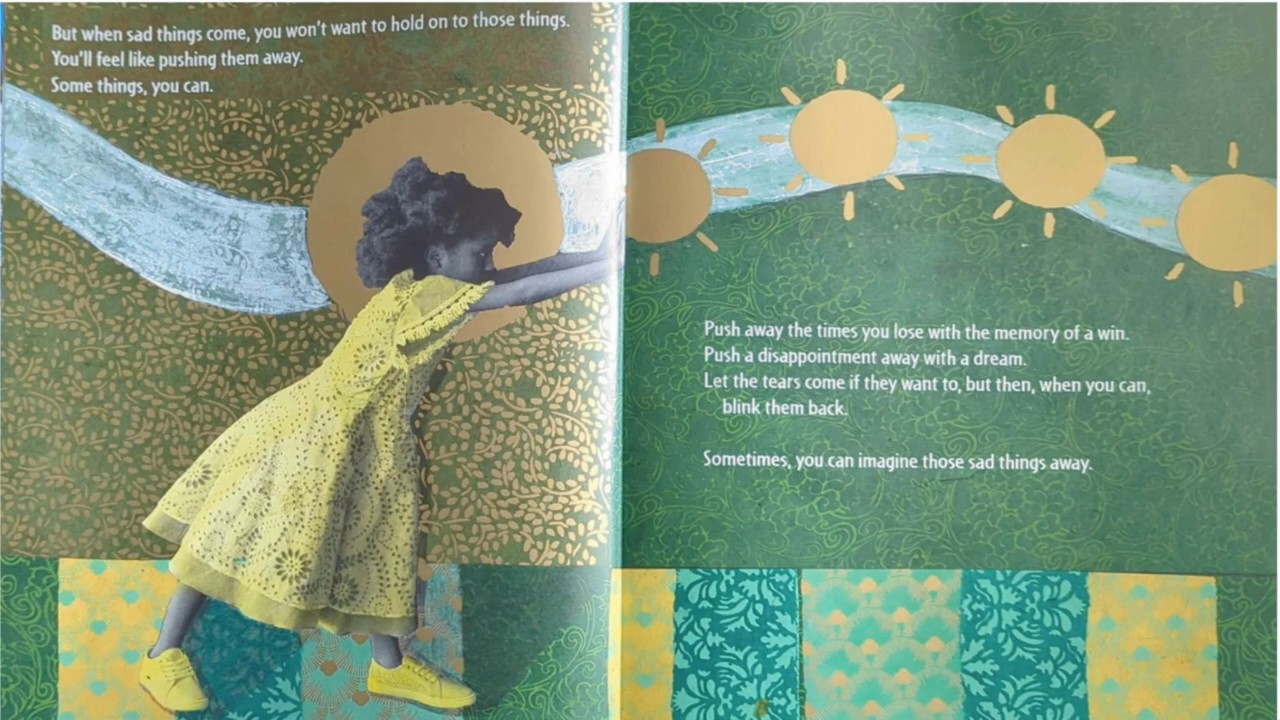 But when sad things come, you won't want to hold on to those things.
You'll feel like pushing them away.
Some things, you can.
Push away the times you lose with the memory of a win.
Push a disappointment away with a dream.
Let the tears come if they want to, but then, when you can,
blink them back.
Sometimes, you can imagine those sad things away.